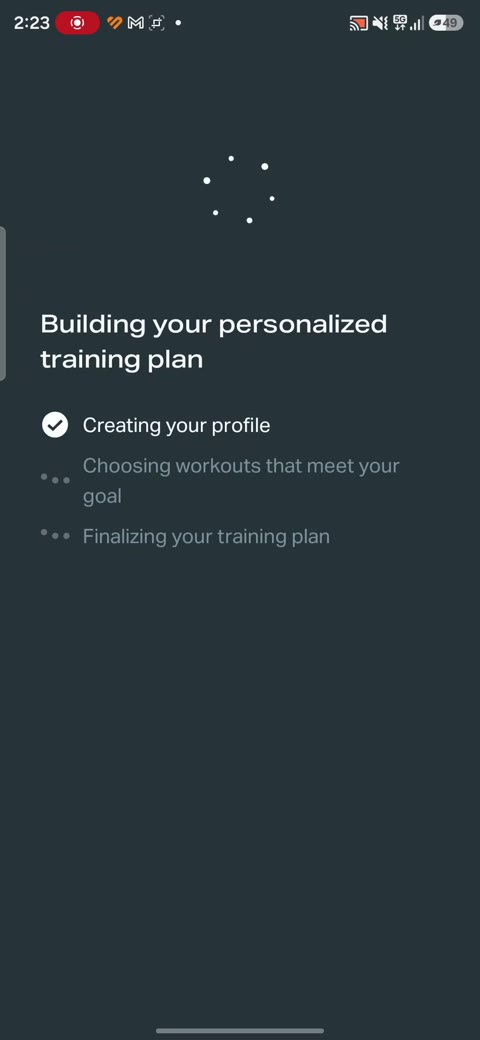 2:23 5G 49
Building your personalized
training plan
Creating your profile
Choosing workouts that meet your
goal
Finalizing your training plan